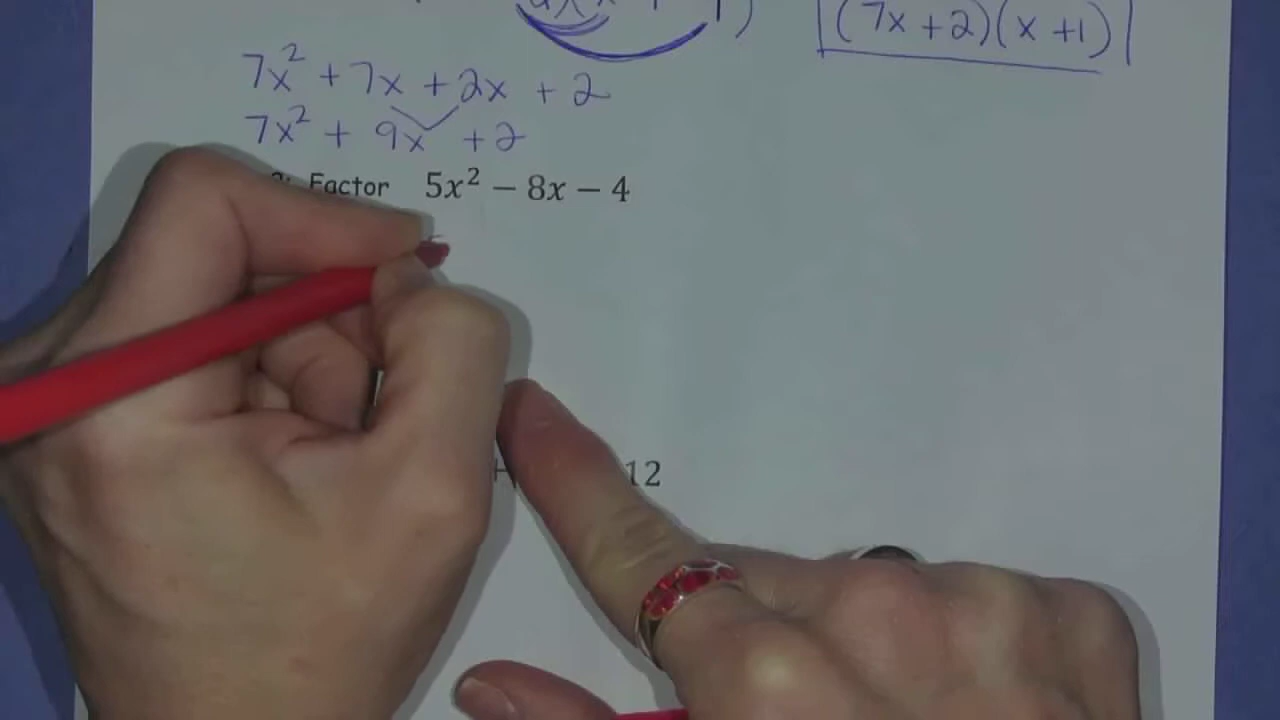 (7x +2)(x +1)
7x² + 7x + 2x + 2
7x² + 9x + 2
Factor 5x² − 8x − 4
12